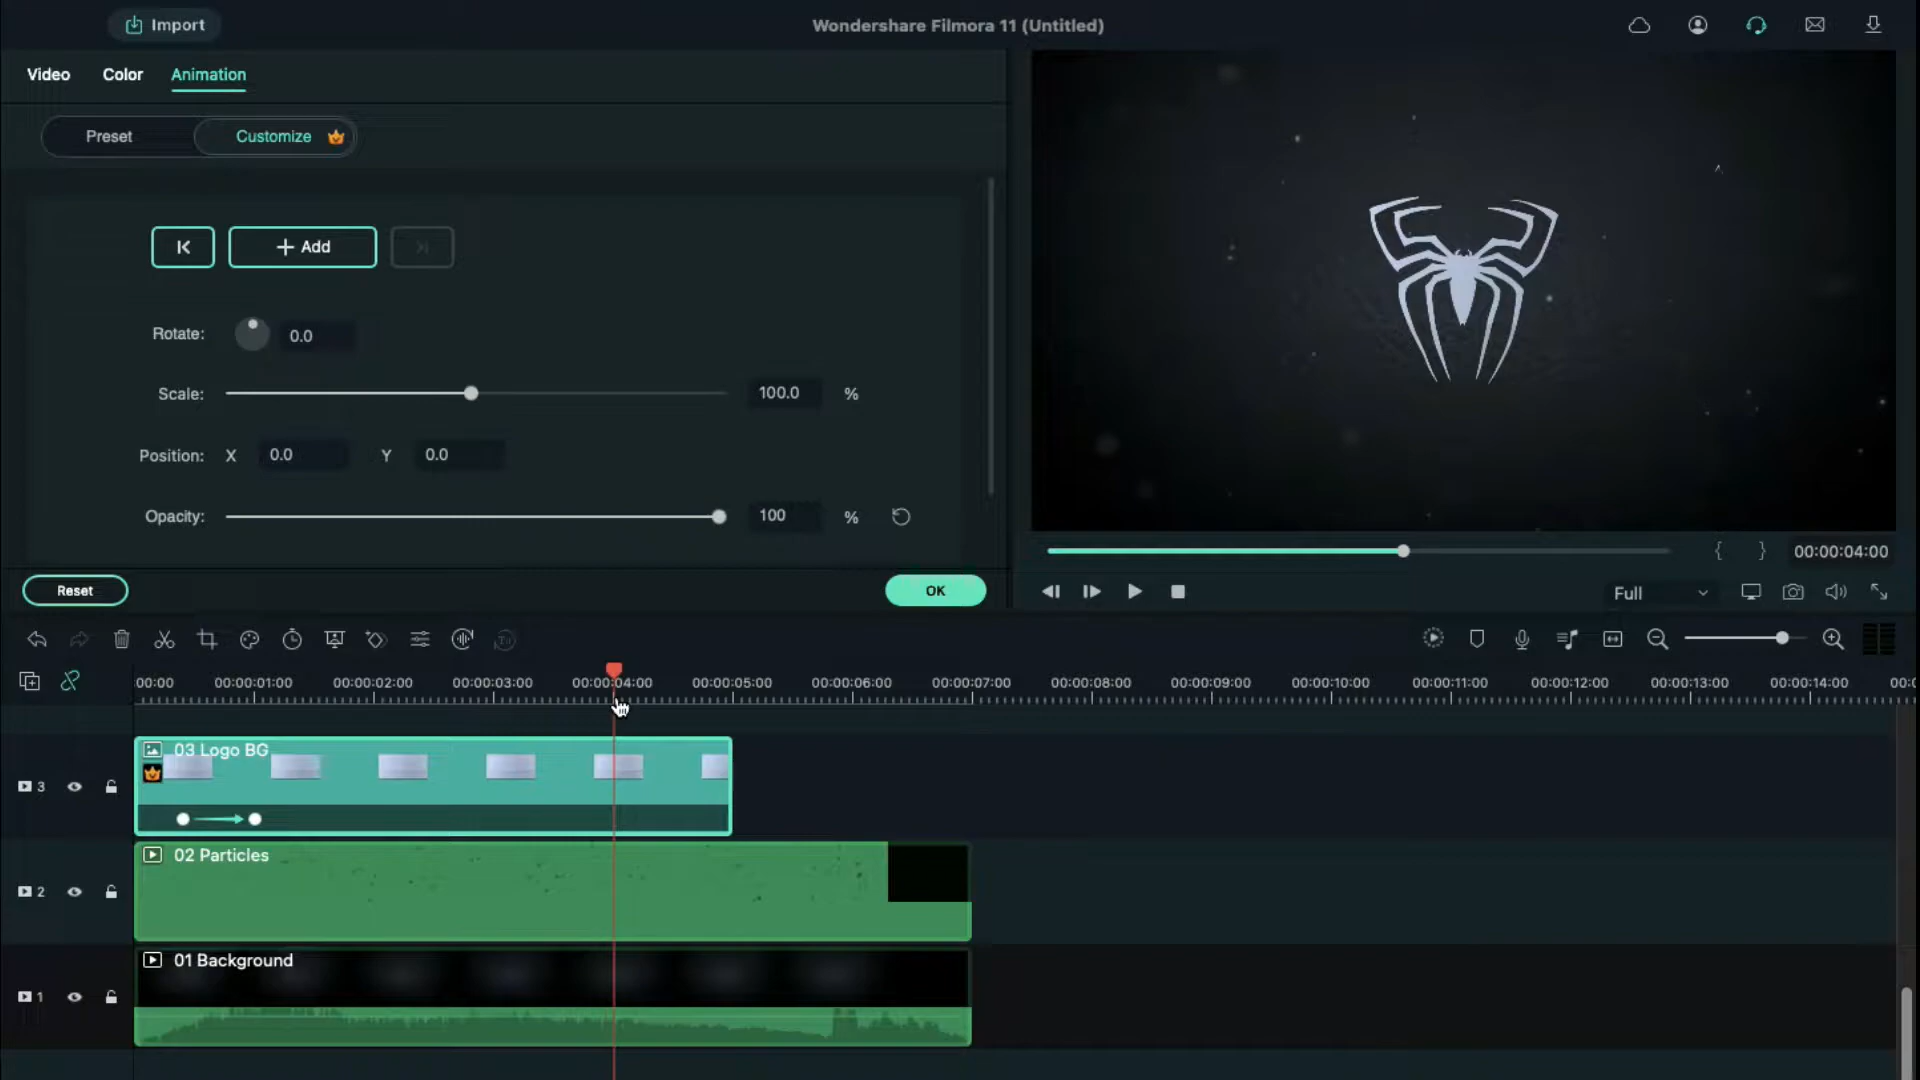 Import
Wondershare Filmora 11 (Untitled)
Video Color Animation
Preset Customize
+ Add
Rotate: 0.0
Scale: 100.0 %
Position: X 0.0 Y 0.0
Opacity: 100 %
Reset OK
{ } 00:00:04:00
Full
00:00 00:00:01:00 00:00:02:00 00:00:03:00 00:00:04:00 00:00:05:00 00:00:06:00 00:00:07:00 00:00:08:00 00:00:09:00 00:00:10:00 00:00:11:00 00:00:12:00 00:00:13:00 00:00:14:00 00:0
03 Logo BG
3
02 Particles
2
01 Background
1